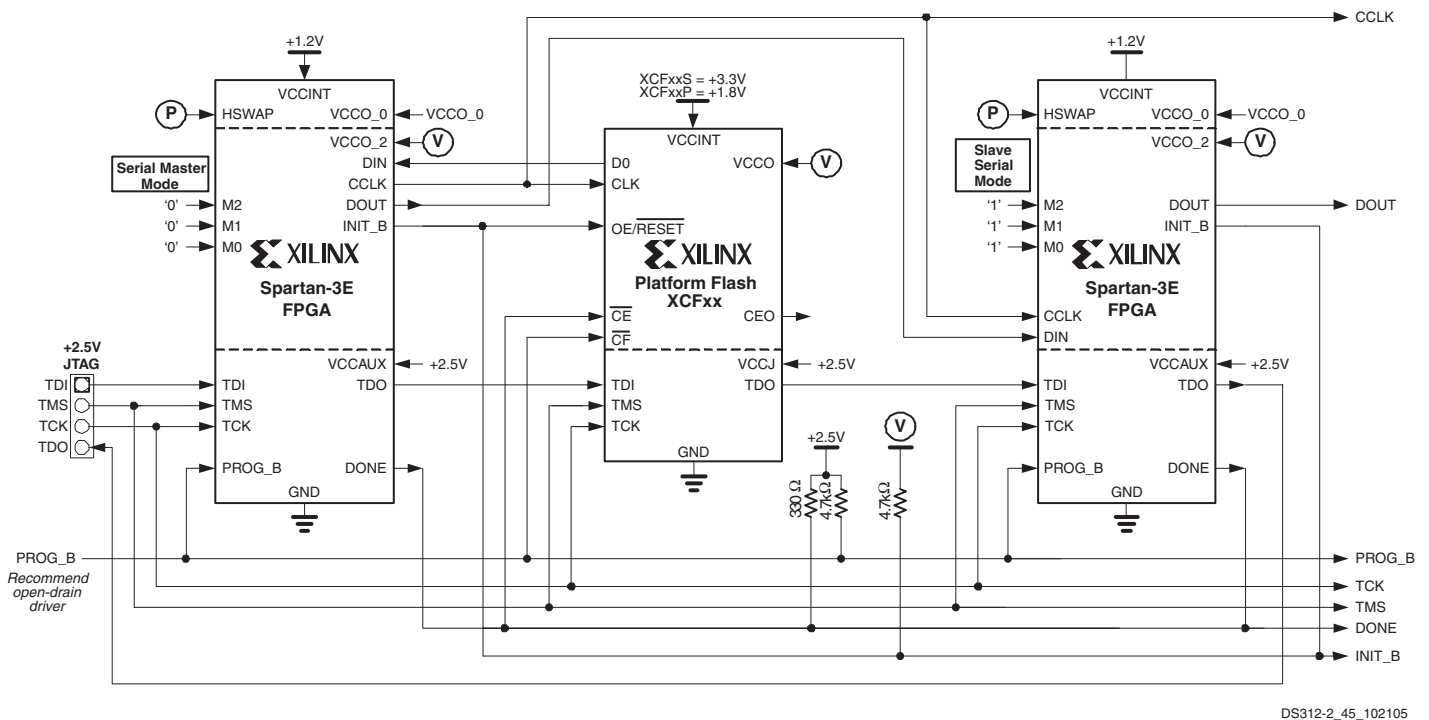 CCLK
+1.2V
VCCINT
P
HSWAP
VCCO_0
VCCO_0
VCCO_2
V
Serial Master
Mode
DIN
CCLK
'0'
M2
DOUT
'0'
M1
INIT_B
'0'
M0
XILINX
Spartan-3E
FPGA
VCCAUX
+2.5V
+2.5V
JTAG
TDI
TDI
TDO
TMS
TMS
TCK
TCK
TDO
PROG_B
DONE
GND
XCFxxS = +3.3V
XCFxxP = +1.8V
VCCINT
D0
VCCO
V
CLK
OE/RESET
XILINX
Platform Flash
XCFxx
CE
CEO
CF
VCCJ
+2.5V
TDI
TDO
TMS
TCK
GND
+2.5V
V
330 Ω
4.7kΩ
4.7kΩ
+1.2V
VCCINT
P
HSWAP
VCCO_0
VCCO_0
VCCO_2
V
Slave
Serial
Mode
'1'
M2
DOUT
DOUT
'1'
M1
INIT_B
'1'
M0
XILINX
Spartan-3E
FPGA
CCLK
DIN
VCCAUX
+2.5V
TDI
TDO
TMS
TCK
PROG_B
DONE
GND
PROG_B
Recommend
open-drain
driver
PROG_B
TCK
TMS
DONE
INIT_B
DS312-2_45_102105